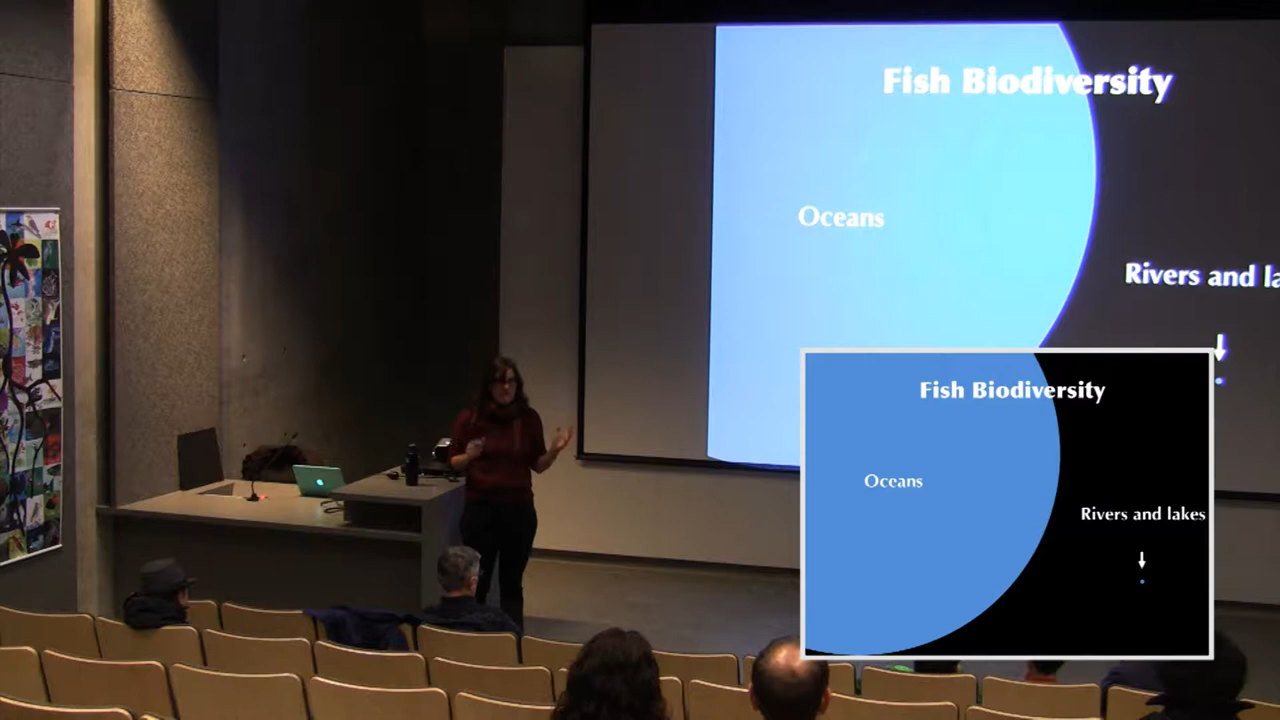 Fish Biodiversity
Oceans
Rivers and la
Fish Biodiversity
Oceans
Rivers and lakes